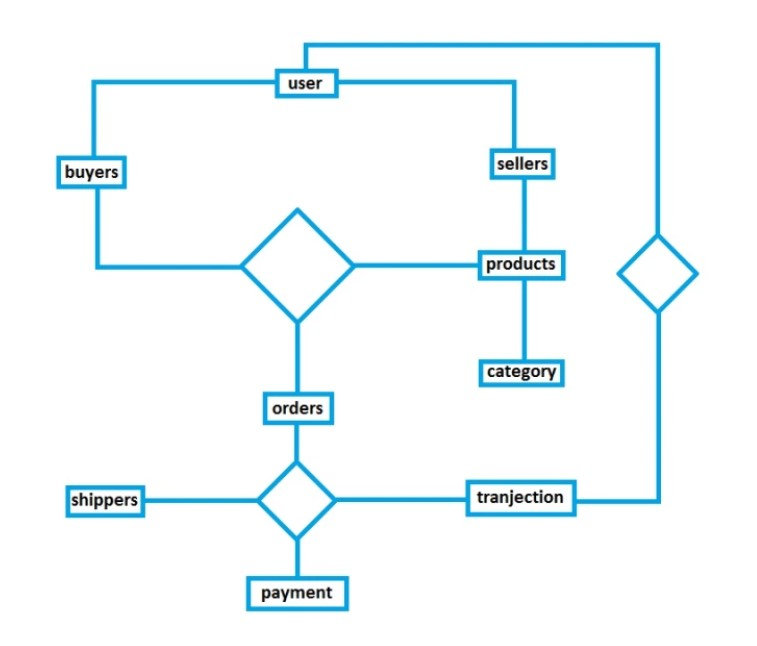 user
sellers
buyers
products
category
orders
shippers
tranjection
payment